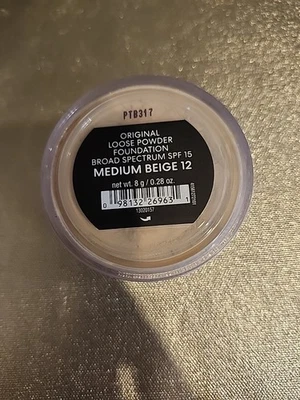 PTB317
ORIGINAL
LOOSE POWDER
FOUNDATION
BROAD SPECTRUM SPF 15
MEDIUM BEIGE 12
net wt. 8 g / 0.28 oz.
0 98132 26963
13020157